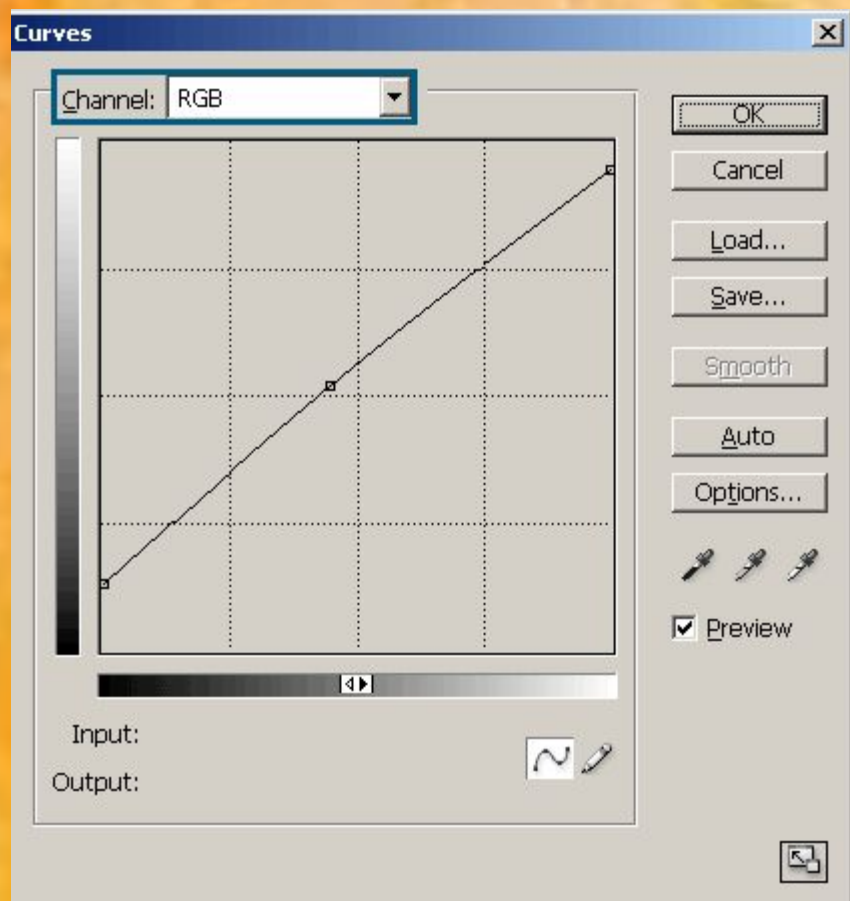 Curves
Channel: RGB
OK
Cancel
Load...
Save...
Smooth
Auto
Options...
Preview
Input:
Output: